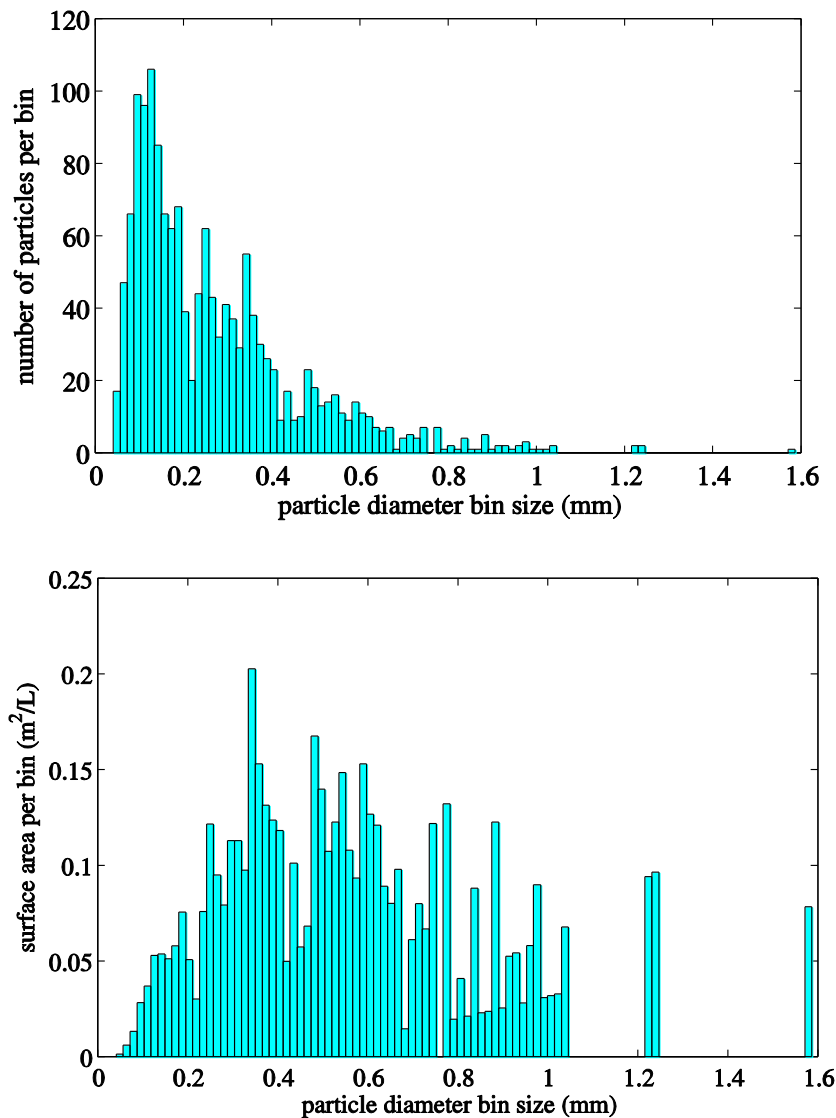 120
100
80
60
40
20
0
number of particles per bin
0 0.2 0.4 0.6 0.8 1 1.2 1.4 1.6
particle diameter bin size (mm)
0.25
0.2
0.15
0.1
0.05
0
surface area per bin (m²/L)
0 0.2 0.4 0.6 0.8 1 1.2 1.4 1.6
particle diameter bin size (mm)